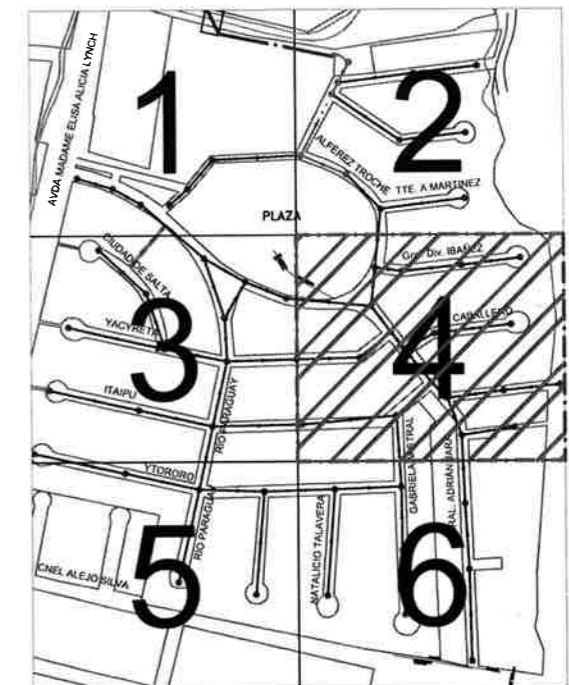 N
AVDA MADAME ELISA ALICIA LYNCH
1
2
ALFÉREZ TROCHE
TTE. A MARTINEZ
PLAZA
CIUDAD DE SALTA
Gral. Div. IBAÑEZ
3
YACYRETA
4
CABALLERO
ITAIPU
RIO PARAGUAY
YTORORO
RIO PARAGUAY
NATALICIO TALAVERA
GABRIELA MISTRAL
GRAL. ADRIAN JARA
5
6
CNEL ALEJO SILVA